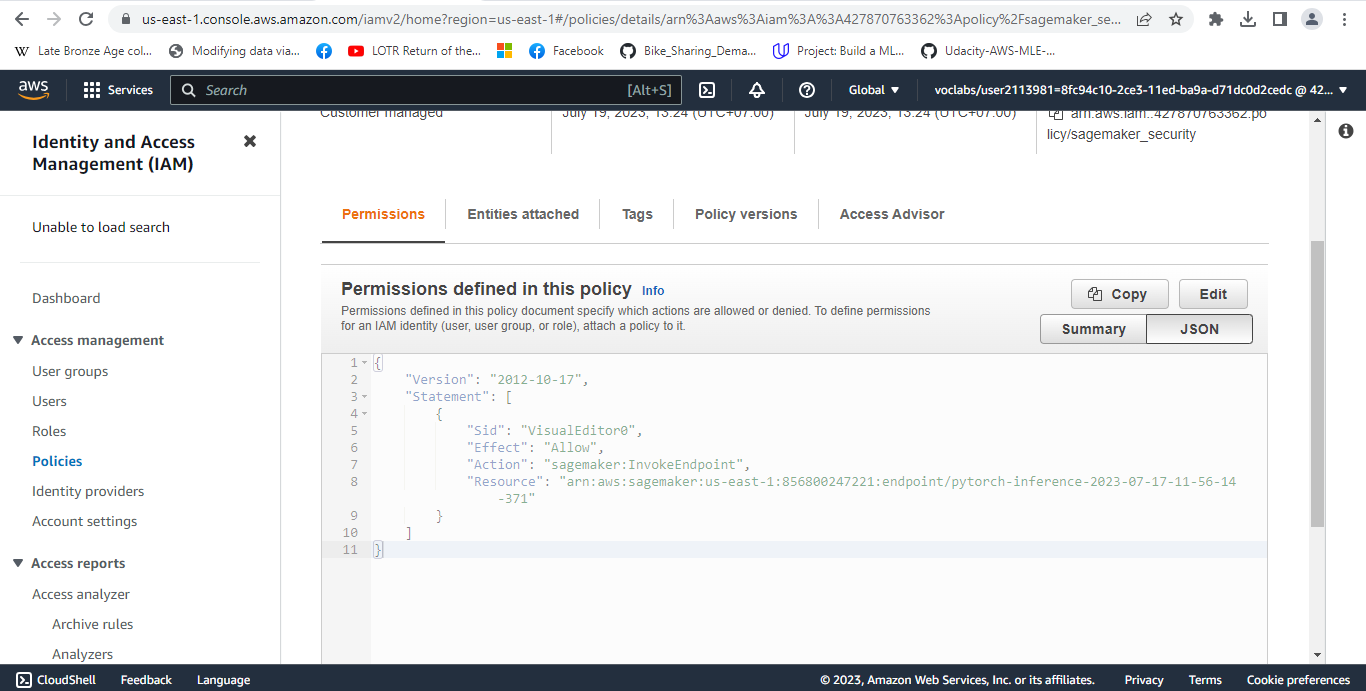 us-east-1.console.aws.amazon.com/iamv2/home?region=us-east-1#/policies/details/arn%3Aaws%3Aiam%3A%3A427870763362%3Apolicy%2Fsagemaker_se...
W Late Bronze Age col... Modifying data via... LOTR Return of the... Facebook Bike_Sharing_Dema... Project: Build a ML... Udacity-AWS-MLE-...
aws Services Search [Alt+S] Global voclabs/user2113981=8fc94c10-2ce3-11ed-ba9a-d71dc0d2cedc @ 42...
Identity and Access
Management (IAM)
Unable to load search
Dashboard
Access management
User groups
Users
Roles
Policies
Identity providers
Account settings
Access reports
Access analyzer
Archive rules
Analyzers
Customer managed July 19, 2023, 13:24 (UTC+07:00) July 19, 2023, 13:24 (UTC+07:00) arn:aws:iam::427870763362:po
licy/sagemaker_security
Permissions Entities attached Tags Policy versions Access Advisor
Permissions defined in this policy Info
Permissions defined in this policy document specify which actions are allowed or denied. To define permissions
for an IAM identity (user, user group, or role), attach a policy to it.
Copy Edit
Summary JSON
1 {
2 "Version": "2012-10-17",
3 "Statement": [
4 {
5 "Sid": "VisualEditor0",
6 "Effect": "Allow",
7 "Action": "sagemaker:InvokeEndpoint",
8 "Resource": "arn:aws:sagemaker:us-east-1:856800247221:endpoint/pytorch-inference-2023-07-17-11-56-14
-371"
9 }
10 ]
11 }
CloudShell Feedback Language © 2023, Amazon Web Services, Inc. or its affiliates. Privacy Terms Cookie preferences